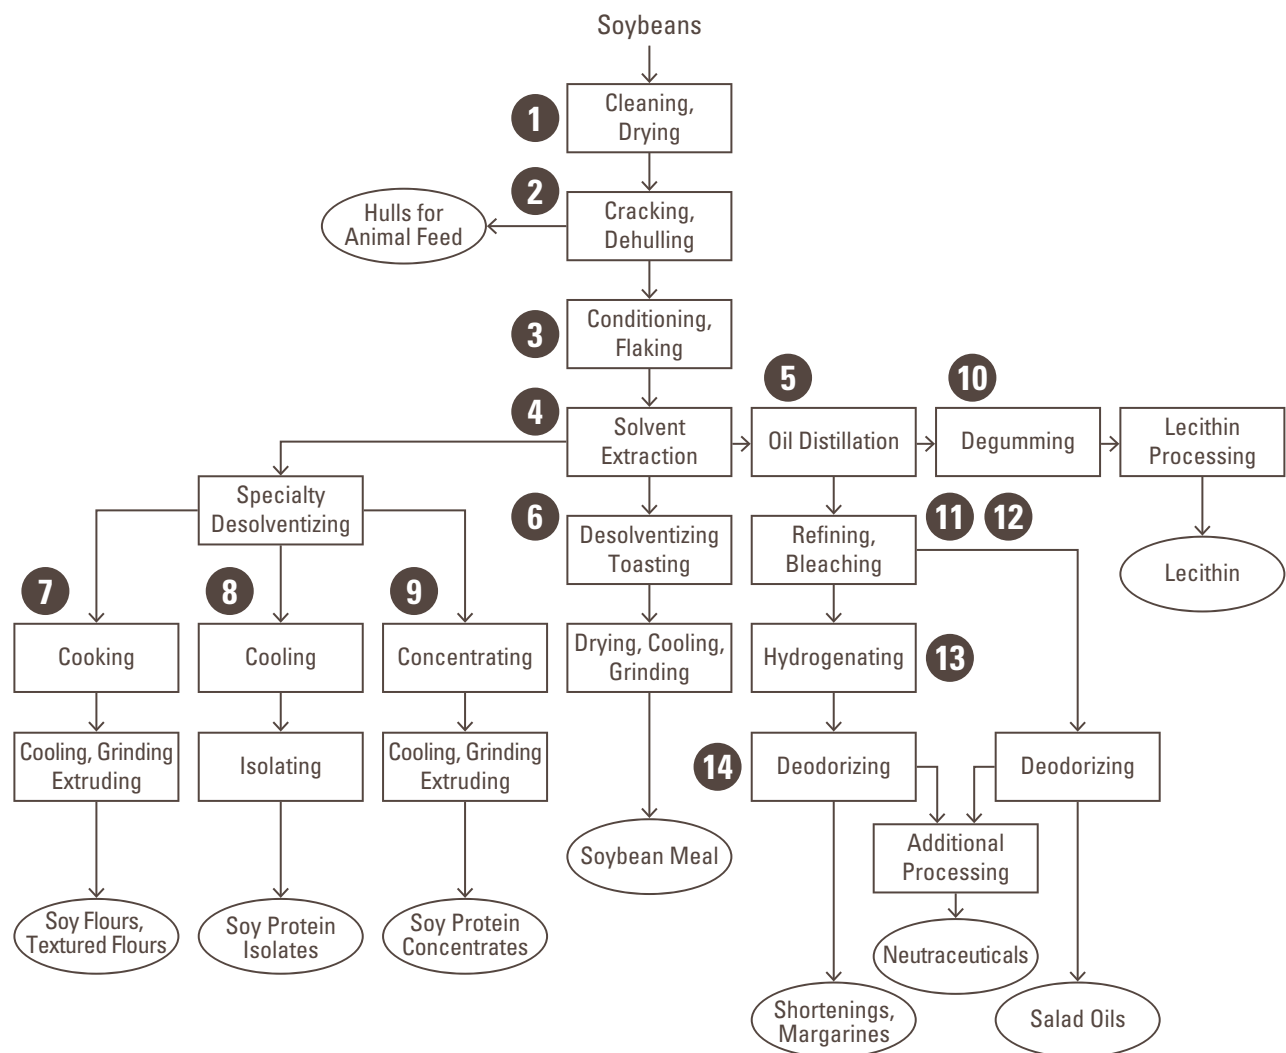 Soybeans
1
Cleaning,
Drying
2
Hulls for
Animal Feed
Cracking,
Dehulling
3
Conditioning,
Flaking
4
Solvent
Extraction
5
Oil Distillation
10
Degumming
Lecithin
Processing
Specialty
Desolventizing
6
Desolventizing
Toasting
Refining,
Bleaching
11
12
Lecithin
7
Cooking
8
Cooling
9
Concentrating
Drying, Cooling,
Grinding
Hydrogenating
13
Cooling, Grinding
Extruding
Isolating
Cooling, Grinding
Extruding
14
Deodorizing
Deodorizing
Soybean Meal
Additional
Processing
Soy Flours,
Textured Flours
Soy Protein
Isolates
Soy Protein
Concentrates
Neutraceuticals
Shortenings,
Margarines
Salad Oils